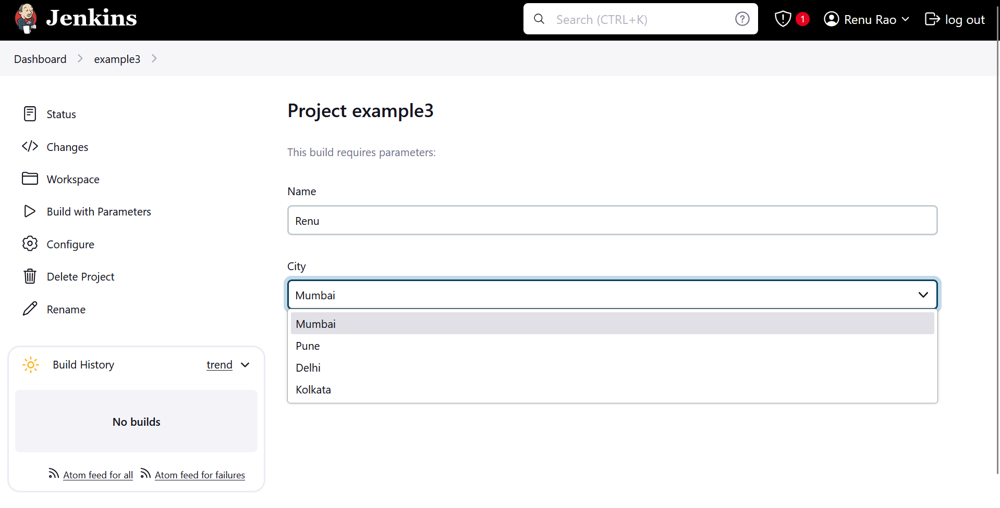 Jenkins
Search (CTRL+K)
?
!
1
Renu Rao
log out
Dashboard
example3
Status
Changes
Workspace
Build with Parameters
Configure
Delete Project
Rename
Build History
trend
No builds
Atom feed for all
Atom feed for failures
Project example3
This build requires parameters:
Name
Renu
City
Mumbai
Mumbai
Pune
Delhi
Kolkata